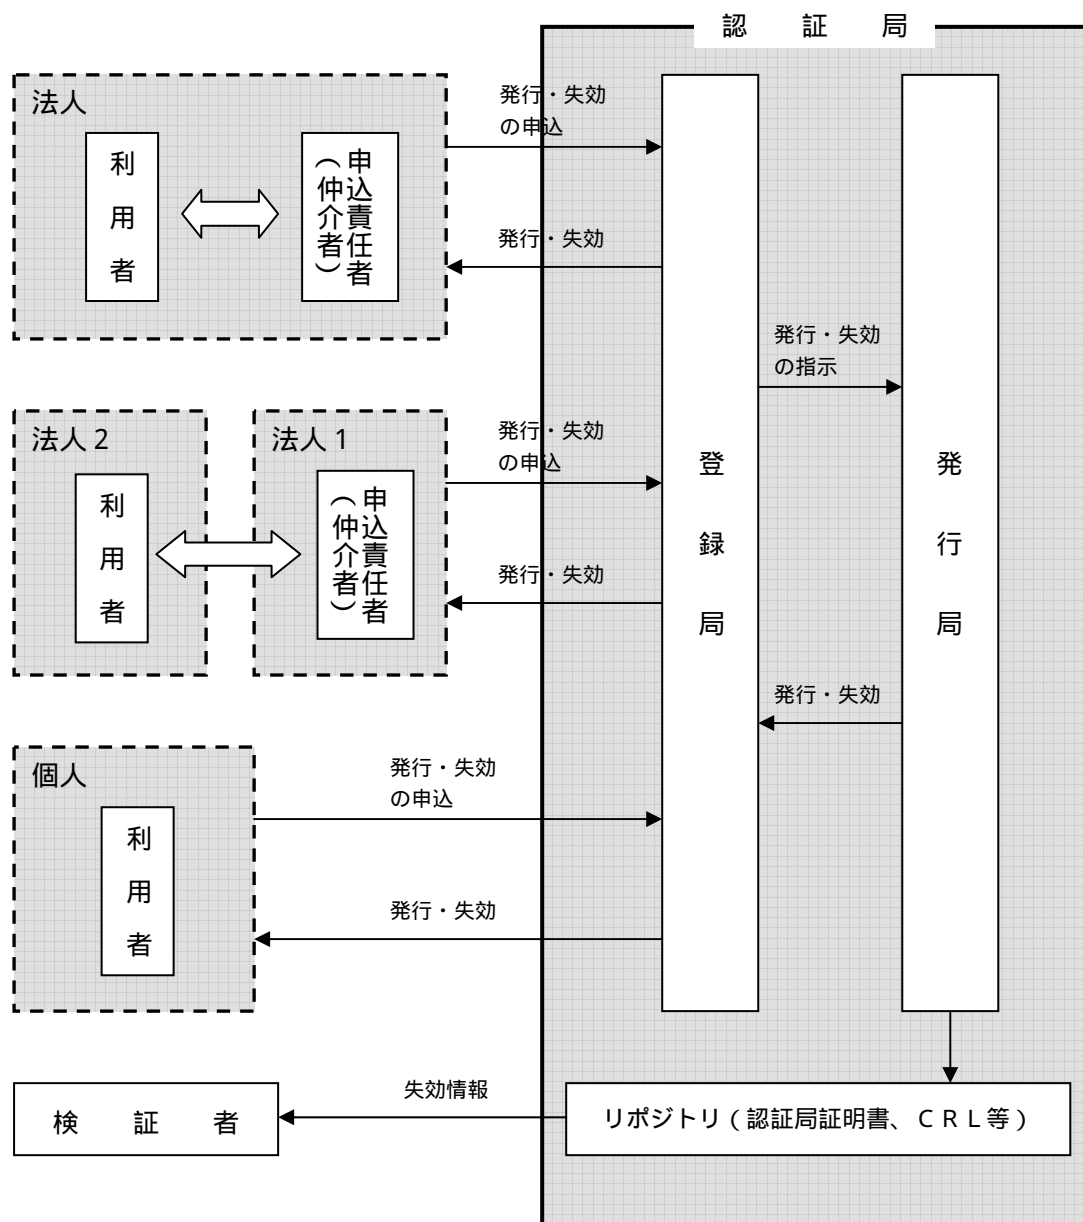 認 証 局
法人
利用者
申込責任者
(仲介者)
発行・失効
の申込
発行・失効
発行・失効
の指示
法人 2
利用者
法人 1
申込責任者
(仲介者)
発行・失効
の申込
発行・失効
登録局
発行局
発行・失効
個人
利用者
発行・失効
の申込
発行・失効
検 証 者
失効情報
リポジトリ(認証局証明書、CRL等)